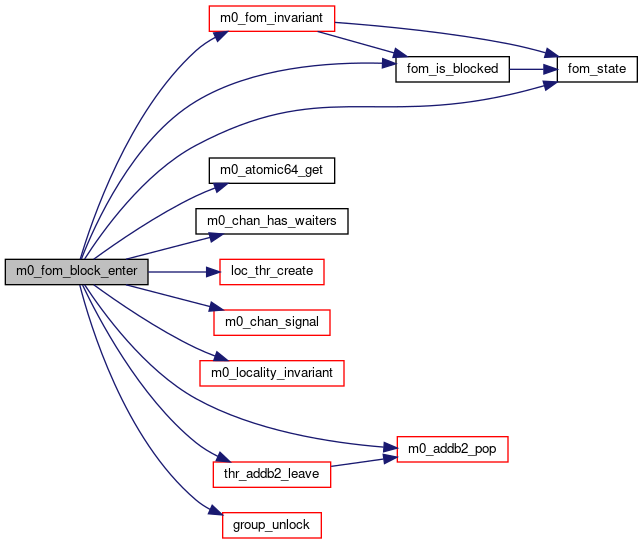 m0_fom_invariant
fom_is_blocked
fom_state
m0_atomic64_get
m0_chan_has_waiters
m0_fom_block_enter
loc_thr_create
m0_chan_signal
m0_locality_invariant
m0_addb2_pop
thr_addb2_leave
group_unlock